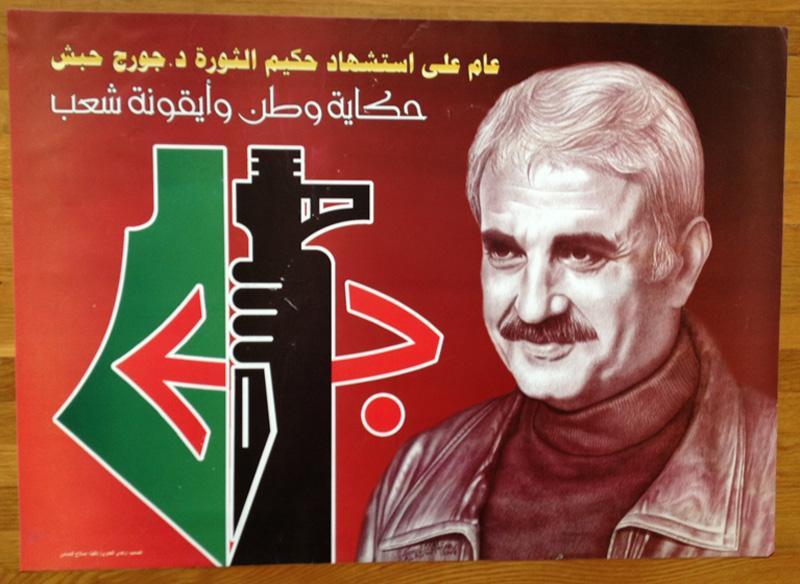 عام على استشهاد حكيم الثورة د. جورج حبش
حكاية وطن وأيقونة شعب